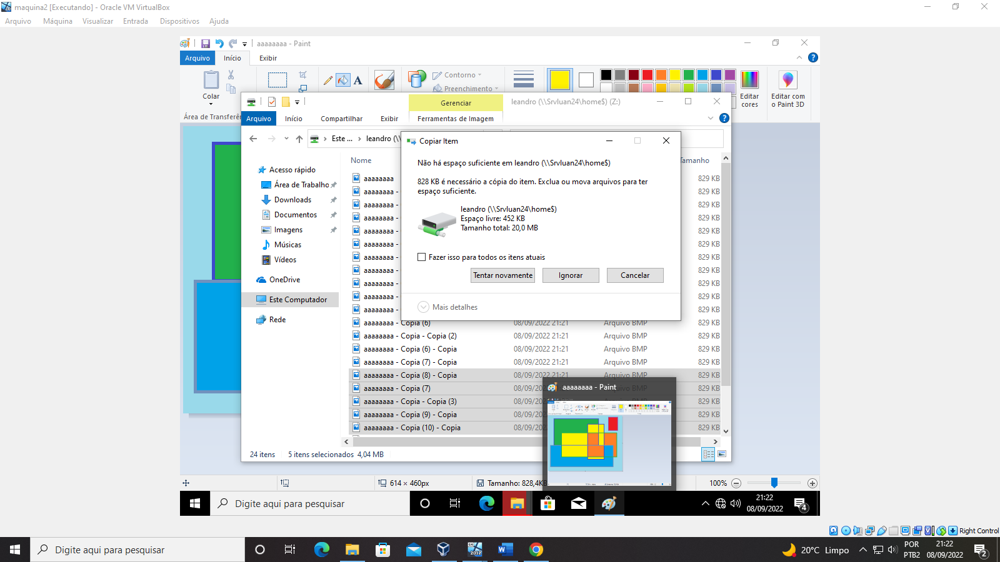 maquina2 [Executando] - Oracle VM VirtualBox
Arquivo Máquina Visualizar Entrada Dispositivos Ajuda
aaaaaaaa - Paint
Arquivo Início Exibir
Contorno
Preenchimento
Colar
Editar cores
Editar com o Paint 3D
Área de Transferên
Gerenciar
leandro (\\Srvluan24\home$) (Z:)
Arquivo Início Compartilhar Exibir Ferramentas de Imagem
Este ... leandro (\\
Nome
Tamanho
Acesso rápido
Área de Trabalho
Downloads
Documentos
Imagens
Músicas
Vídeos
OneDrive
Este Computador
Rede
Copiar Item
Não há espaço suficiente em leandro (\\Srvluan24\home$)
828 KB é necessário a cópia do item. Exclua ou mova arquivos para ter
espaço suficiente.
leandro (\\Srvluan24\home$)
Espaço livre: 452 KB
Tamanho total: 20,0 MB
Fazer isso para todos os itens atuais
Tentar novamente Ignorar Cancelar
Mais detalhes
aaaaaaaa 829 KB
aaaaaaaa - 829 KB
aaaaaaaa - 829 KB
aaaaaaaa - 829 KB
aaaaaaaa - 829 KB
aaaaaaaa - 829 KB
aaaaaaaa - 829 KB
aaaaaaaa - 829 KB
aaaaaaaa - 829 KB
aaaaaaaa - 829 KB
aaaaaaaa - 829 KB
aaaaaaaa - Copia (6) 08/09/2022 21:21 Arquivo BMP 829 KB
aaaaaaaa - Copia - Copia (2) 08/09/2022 21:21 Arquivo BMP 829 KB
aaaaaaaa - Copia (6) - Copia 08/09/2022 21:21 Arquivo BMP 829 KB
aaaaaaaa - Copia (7) - Copia 08/09/2022 21:21 Arquivo BMP 829 KB
aaaaaaaa - Copia (8) - Copia 08/09/2022 21:21 Arquivo BMP 829 KB
aaaaaaaa - Copia (7) 08/09/2022 829 KB
aaaaaaaa - Copia - Copia (3) 08/09/202 829 KB
aaaaaaaa - Copia (9) - Copia 08/09/202 829 KB
aaaaaaaa - Copia (10) - Copia 08/09/202 829 KB
aaaaaaaa - Paint
24 itens 5 itens selecionados 4,04 MB
614 × 460px Tamanho: 828,4KB 100%
Digite aqui para pesquisar
21:22
08/09/2022
4
Right Control
Digite aqui para pesquisar
20°C Limpo
POR
PTB2
21:22
08/09/2022
2